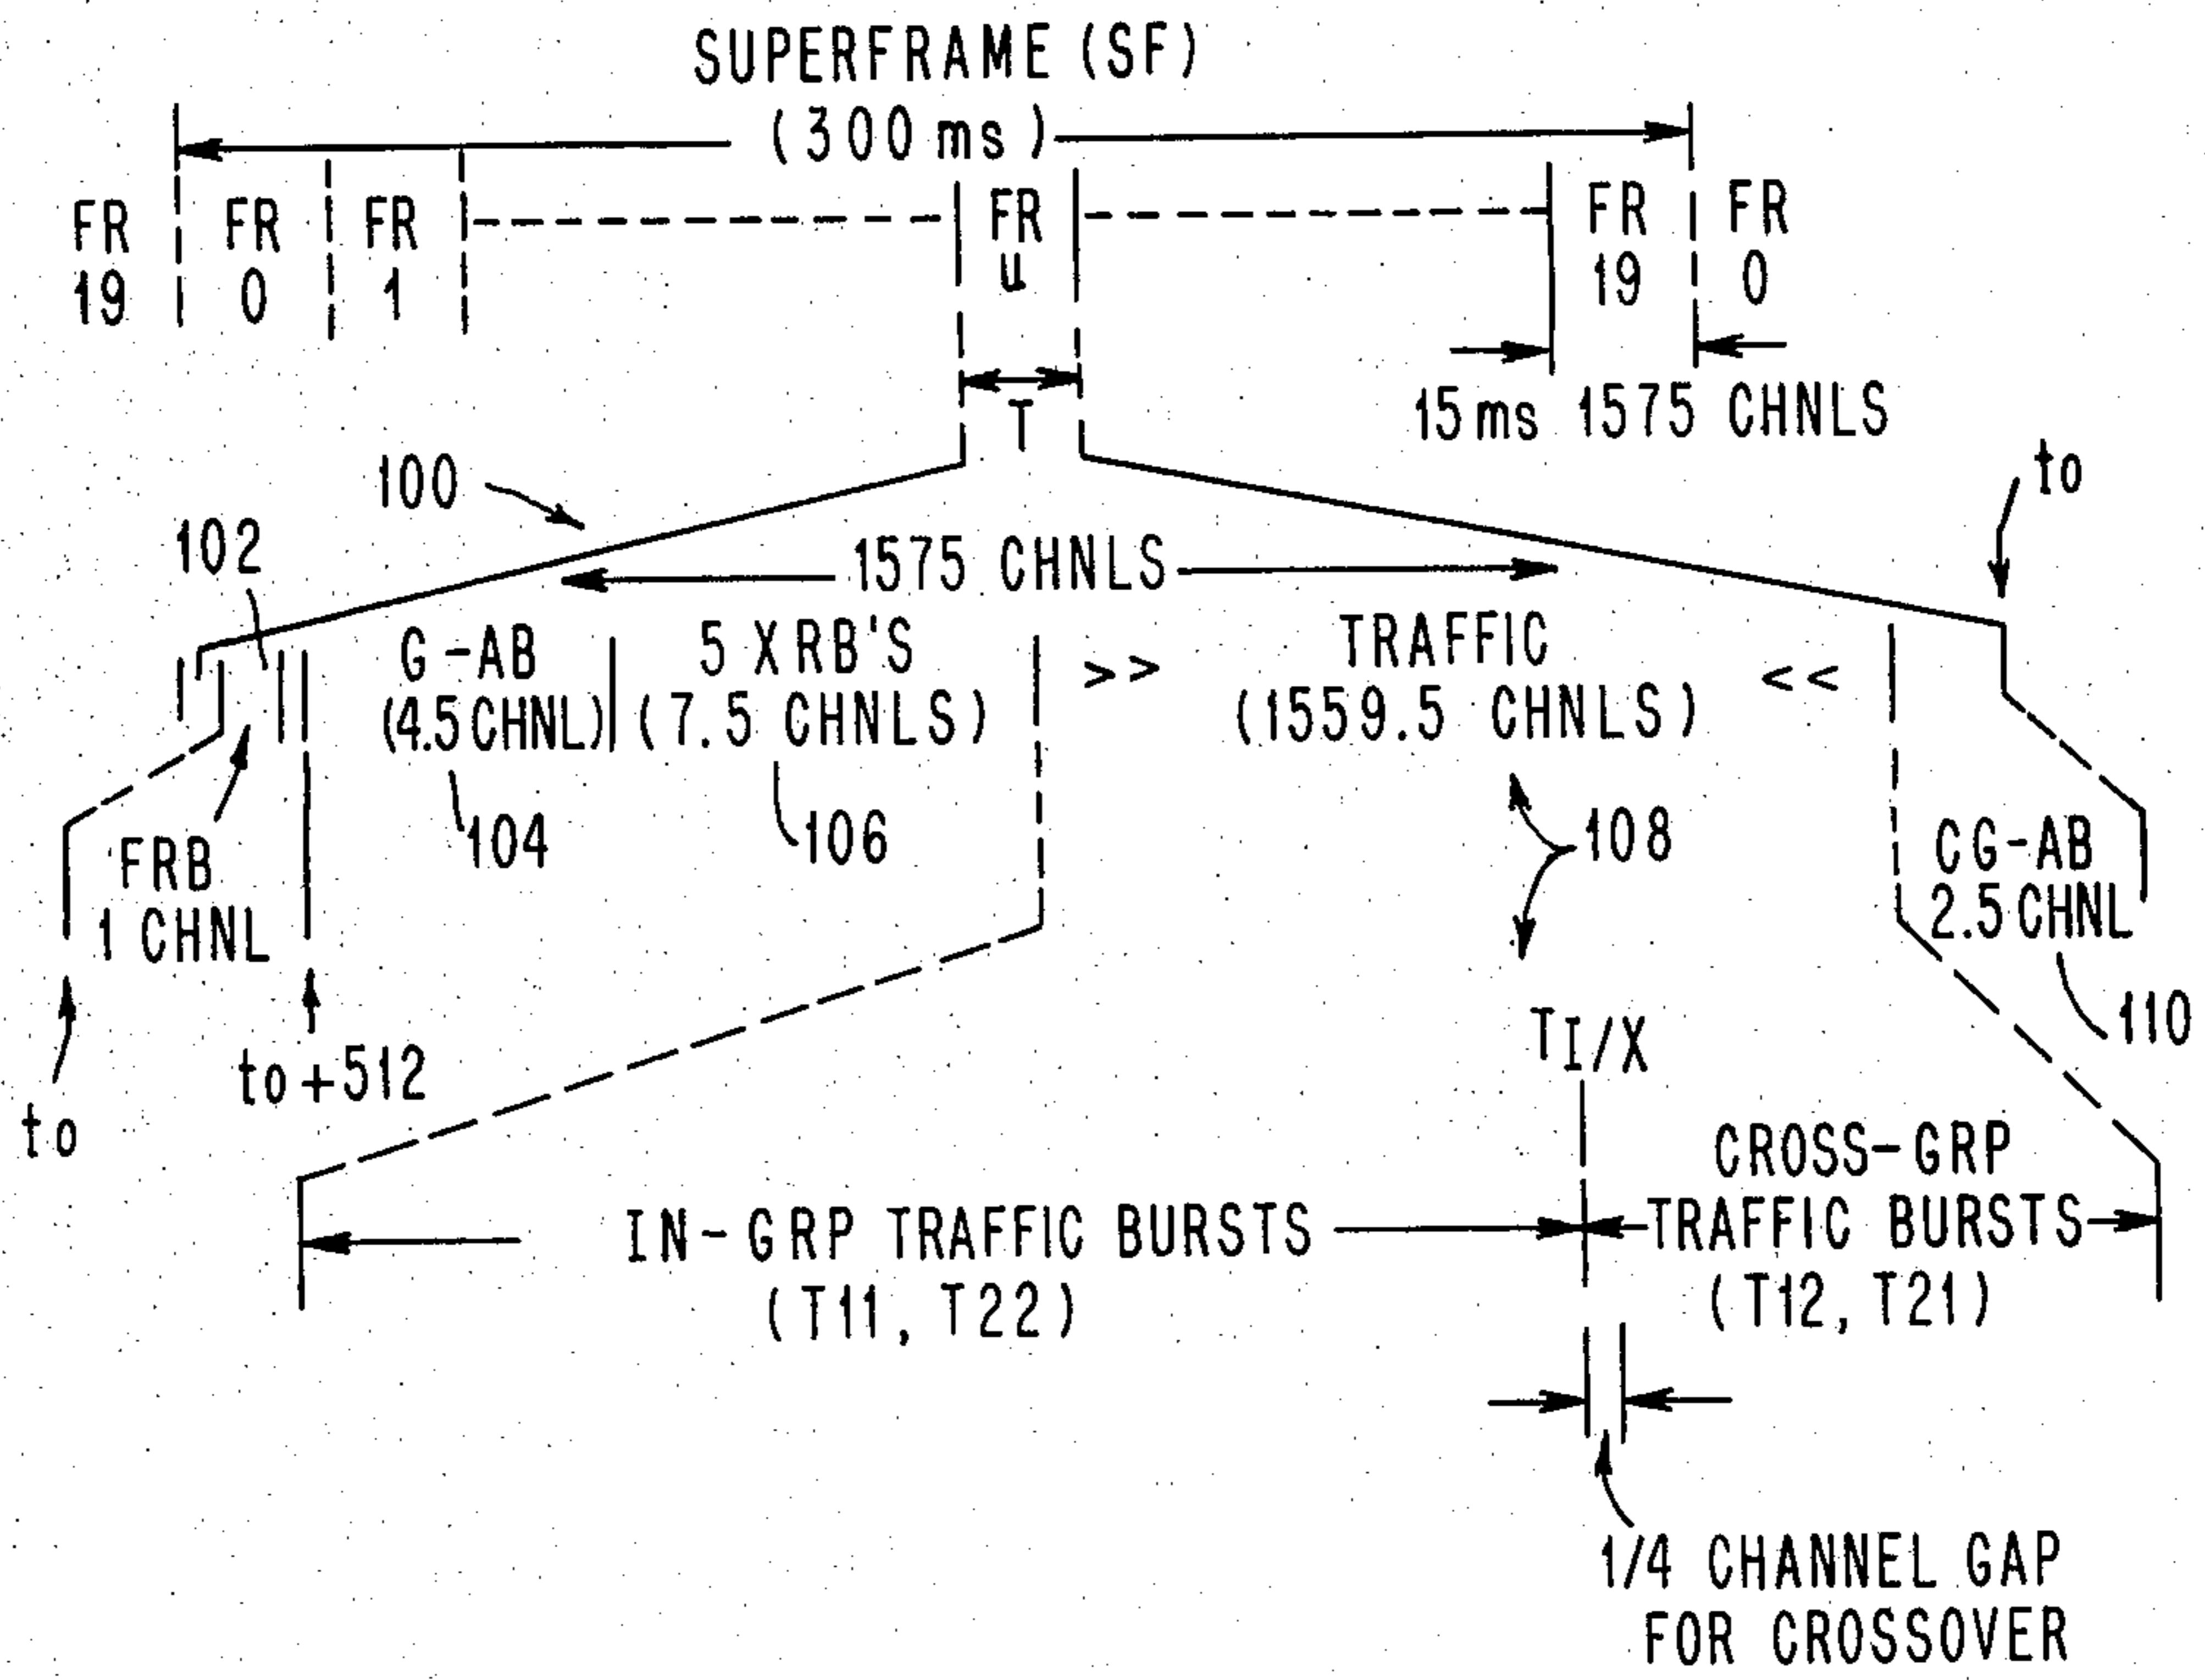 SUPERFRAME (SF)
(300 ms)
FR 19
FR 0
FR 1
FR u
FR 19
FR 0
T
15 ms 1575 CHNLS
100
to
102
1575 CHNLS
G-AB
(4.5 CHNL)
5 XRB'S
(7.5 CHNLS)
>>
TRAFFIC
(1559.5 CHNLS)
<<
104
106
108
FRB
1 CHNL
CG-AB
2.5 CHNL
110
to
to +512
TI/X
IN-GRP TRAFFIC BURSTS
(T11, T22)
CROSS-GRP
TRAFFIC BURSTS
(T12, T21)
1/4 CHANNEL GAP
FOR CROSSOVER